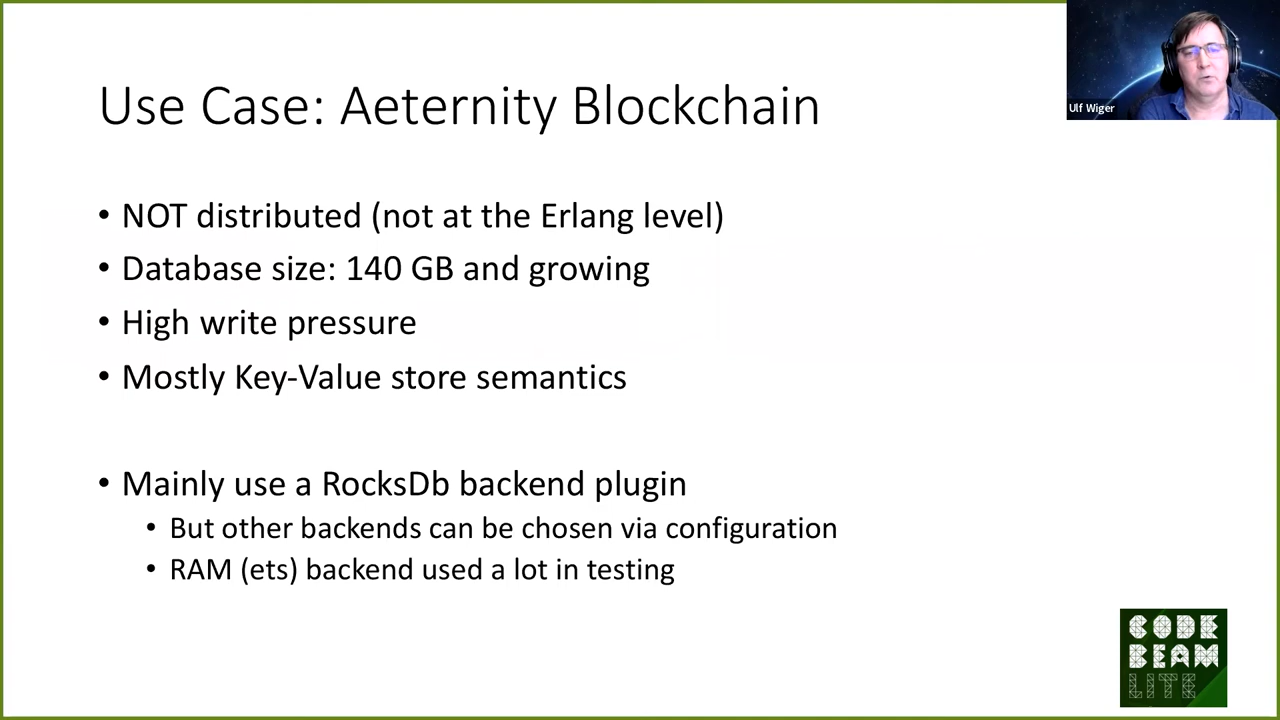 Use Case: Aeternity Blockchain
Ulf Wiger
• NOT distributed (not at the Erlang level)
• Database size: 140 GB and growing
• High write pressure
• Mostly Key-Value store semantics
• Mainly use a RocksDb backend plugin
• But other backends can be chosen via configuration
• RAM (ets) backend used a lot in testing
CODE
BEAM
LITE